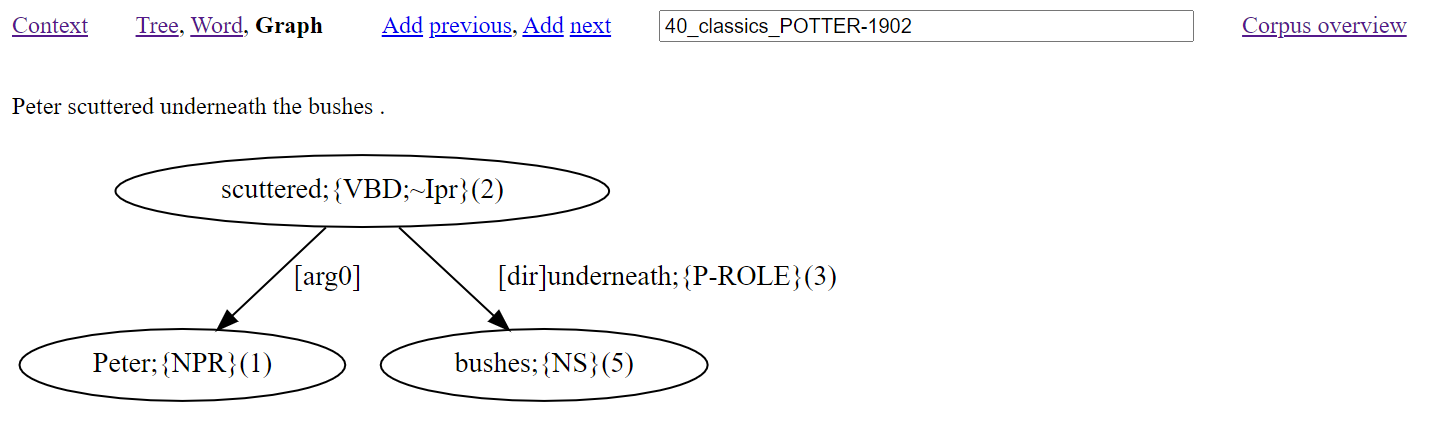 Context Tree, Word, Graph Add previous, Add next 40_classics_POTTER-1902 Corpus overview
Peter scuttered underneath the bushes .
scuttered;{VBD;~Ipr}(2)
[arg0] [dir]underneath;{P-ROLE}(3)
Peter;{NPR}(1) bushes;{NS}(5)